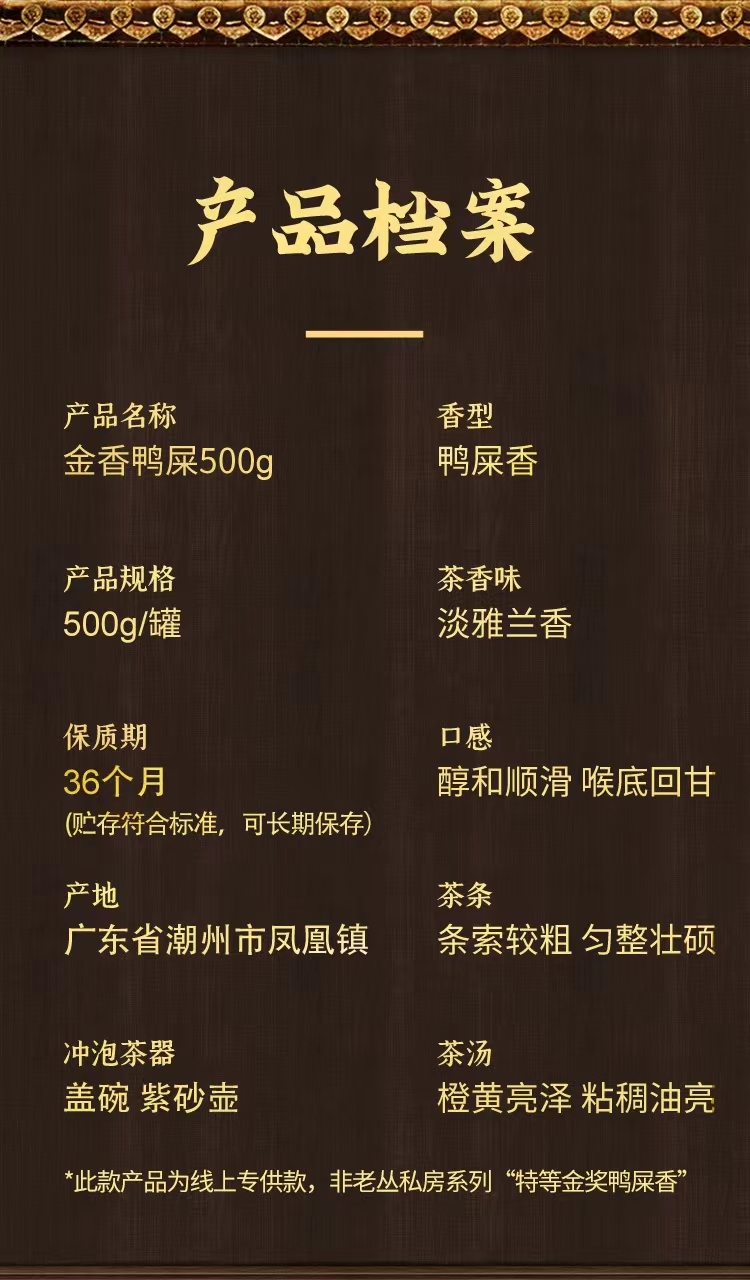 产品档案
产品名称
金香鸭屎500g
香型
鸭屎香
产品规格
500g/罐
茶香味
淡雅兰香
保质期
36个月
(贮存符合标准，可长期保存)
口感
醇和顺滑 喉底回甘
产地
广东省潮州市凤凰镇
茶条
条索较粗 匀整壮硕
冲泡茶器
盖碗 紫砂壶
茶汤
橙黄亮泽 粘稠油亮
*此款产品为线上专供款，非老丛私房系列“特等金奖鸭屎香”